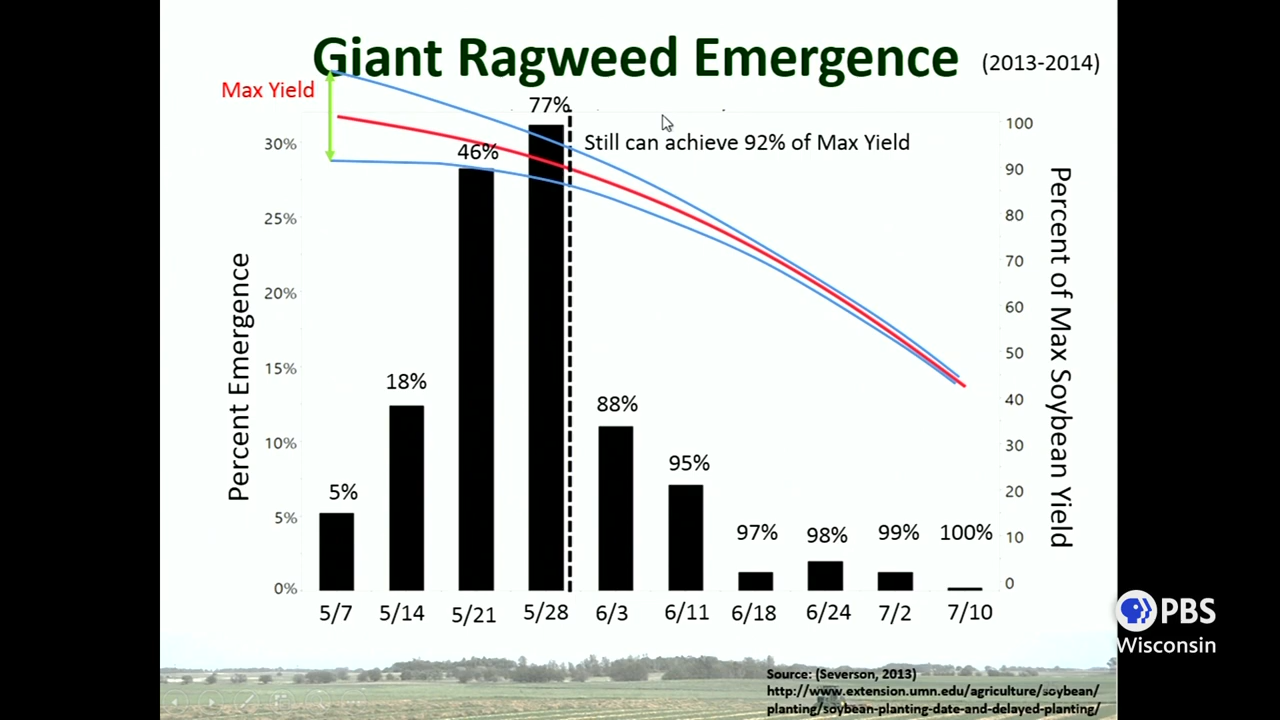 Giant Ragweed Emergence (2013-2014)
Max Yield
77%
Still can achieve 92% of Max Yield
46%
18%
88%
95%
5%
97%
98%
99%
100%
30%
25%
20%
15%
10%
5%
0%
Percent Emergence
100
90
80
70
60
50
40
30
20
10
0
Percent of Max Soybean Yield
5/7 5/14 5/21 5/28 6/3 6/11 6/18 6/24 7/2 7/10
PBS
Wisconsin
Source: (Severson, 2013)
http://www.extension.umn.edu/agriculture/soybean/
planting/soybean-planting-date-and-delayed-planting/